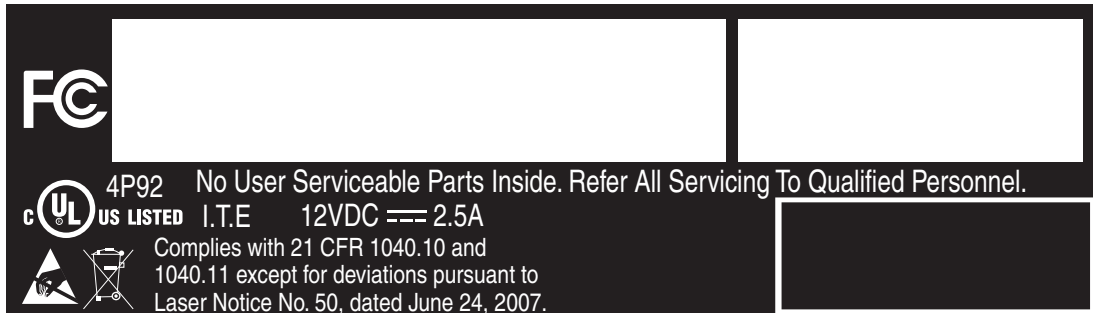 FC
4P92 No User Serviceable Parts Inside. Refer All Servicing To Qualified Personnel.
C UL US LISTED I.T.E 12VDC 2.5A
Complies with 21 CFR 1040.10 and
1040.11 except for deviations pursuant to
Laser Notice No. 50, dated June 24, 2007.